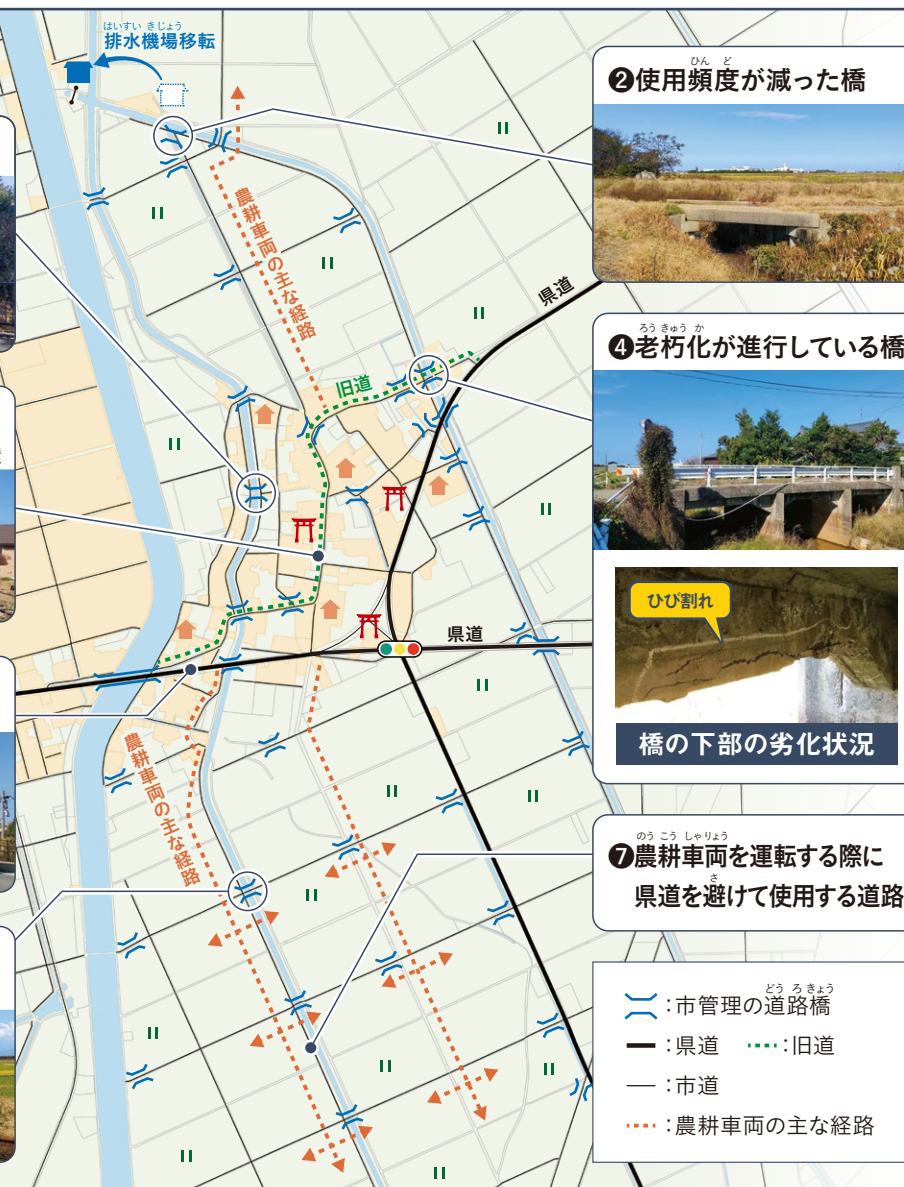 はいすい きじょう
排水機場移転
ひん ど
❷使用頻度が減った橋
農耕車両の主な経路
県道
旧道
ろう きゅう か
❹老朽化が進行している橋
ひび割れ
橋の下部の劣化状況
県道
農耕車両の主な経路
のう こう しゃりょう
❼農耕車両を運転する際に
さ
県道を避けて使用する道路
どう ろ きょう
：市管理の道路橋
：県道 ：旧道
：市道
：農耕車両の主な経路